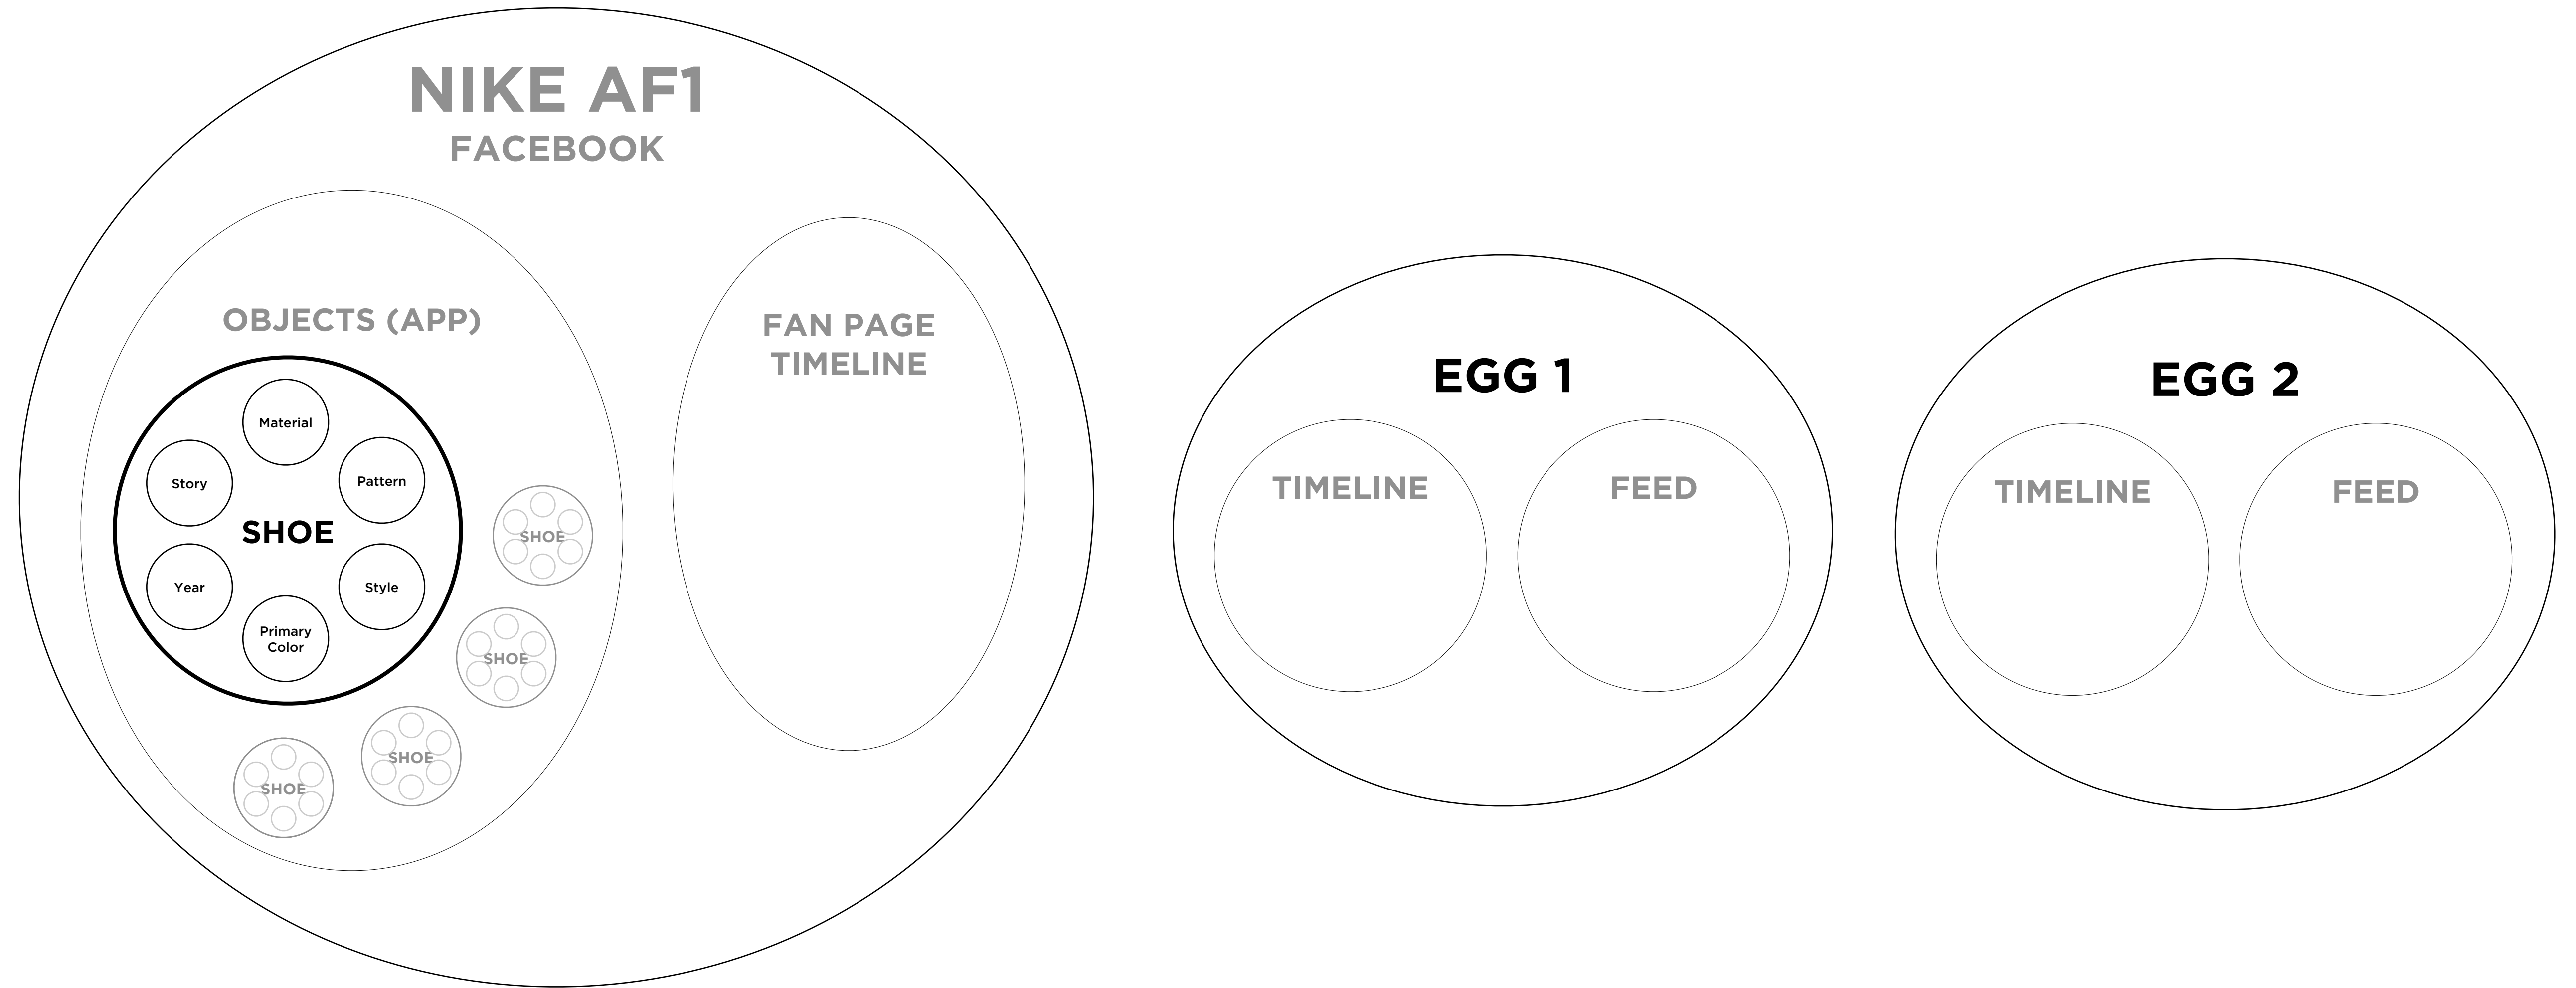 NIKE AF1
FACEBOOK
OBJECTS (APP)
Material
Story
Pattern
SHOE
Year
Style
Primary
Color
SHOE
SHOE
SHOE
SHOE
FAN PAGE
TIMELINE
EGG 1
TIMELINE
FEED
EGG 2
TIMELINE
FEED